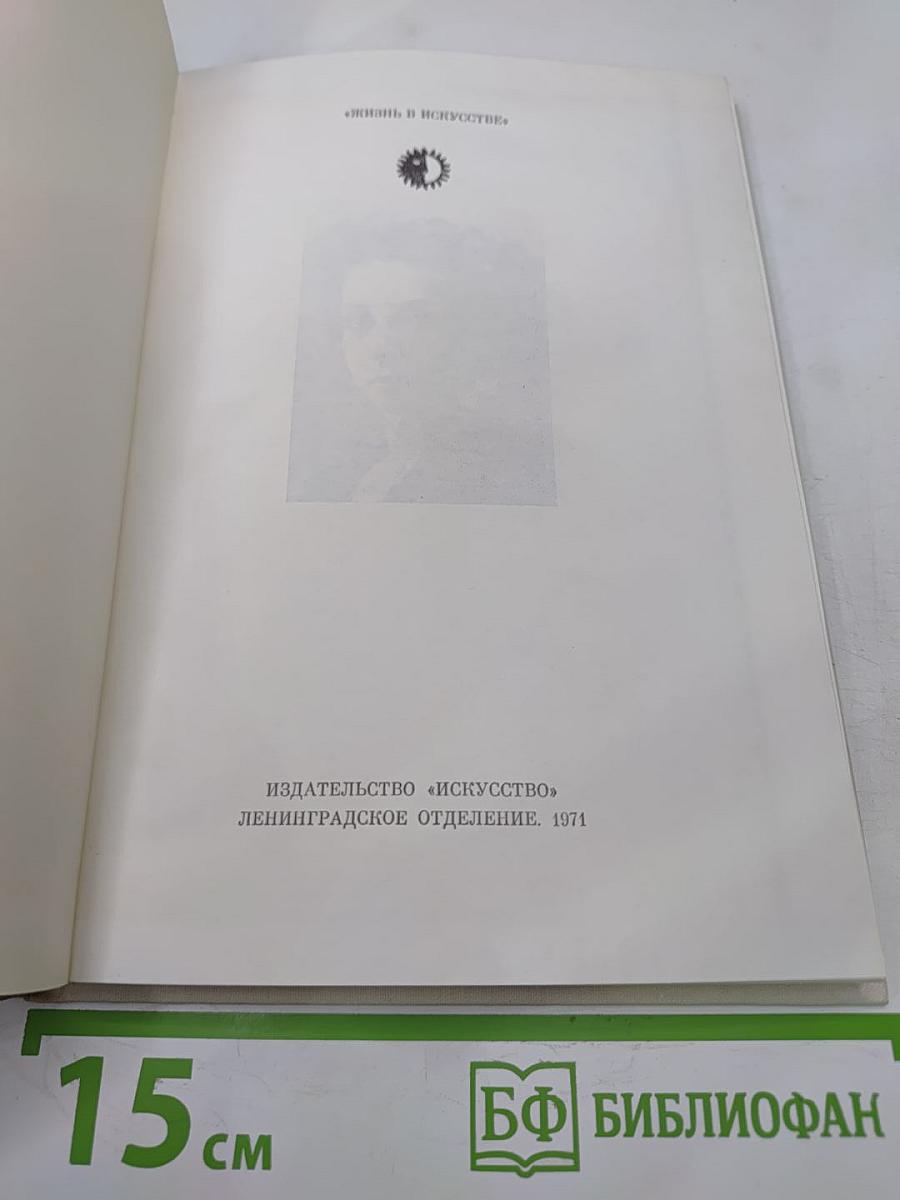 «ЖИЗНЬ В ИСКУССТВЕ»
ИЗДАТЕЛЬСТВО «ИСКУССТВО»
ЛЕНИНГРАДСКОЕ ОТДЕЛЕНИЕ. 1971
15 см
БФ БИБЛИОФАН